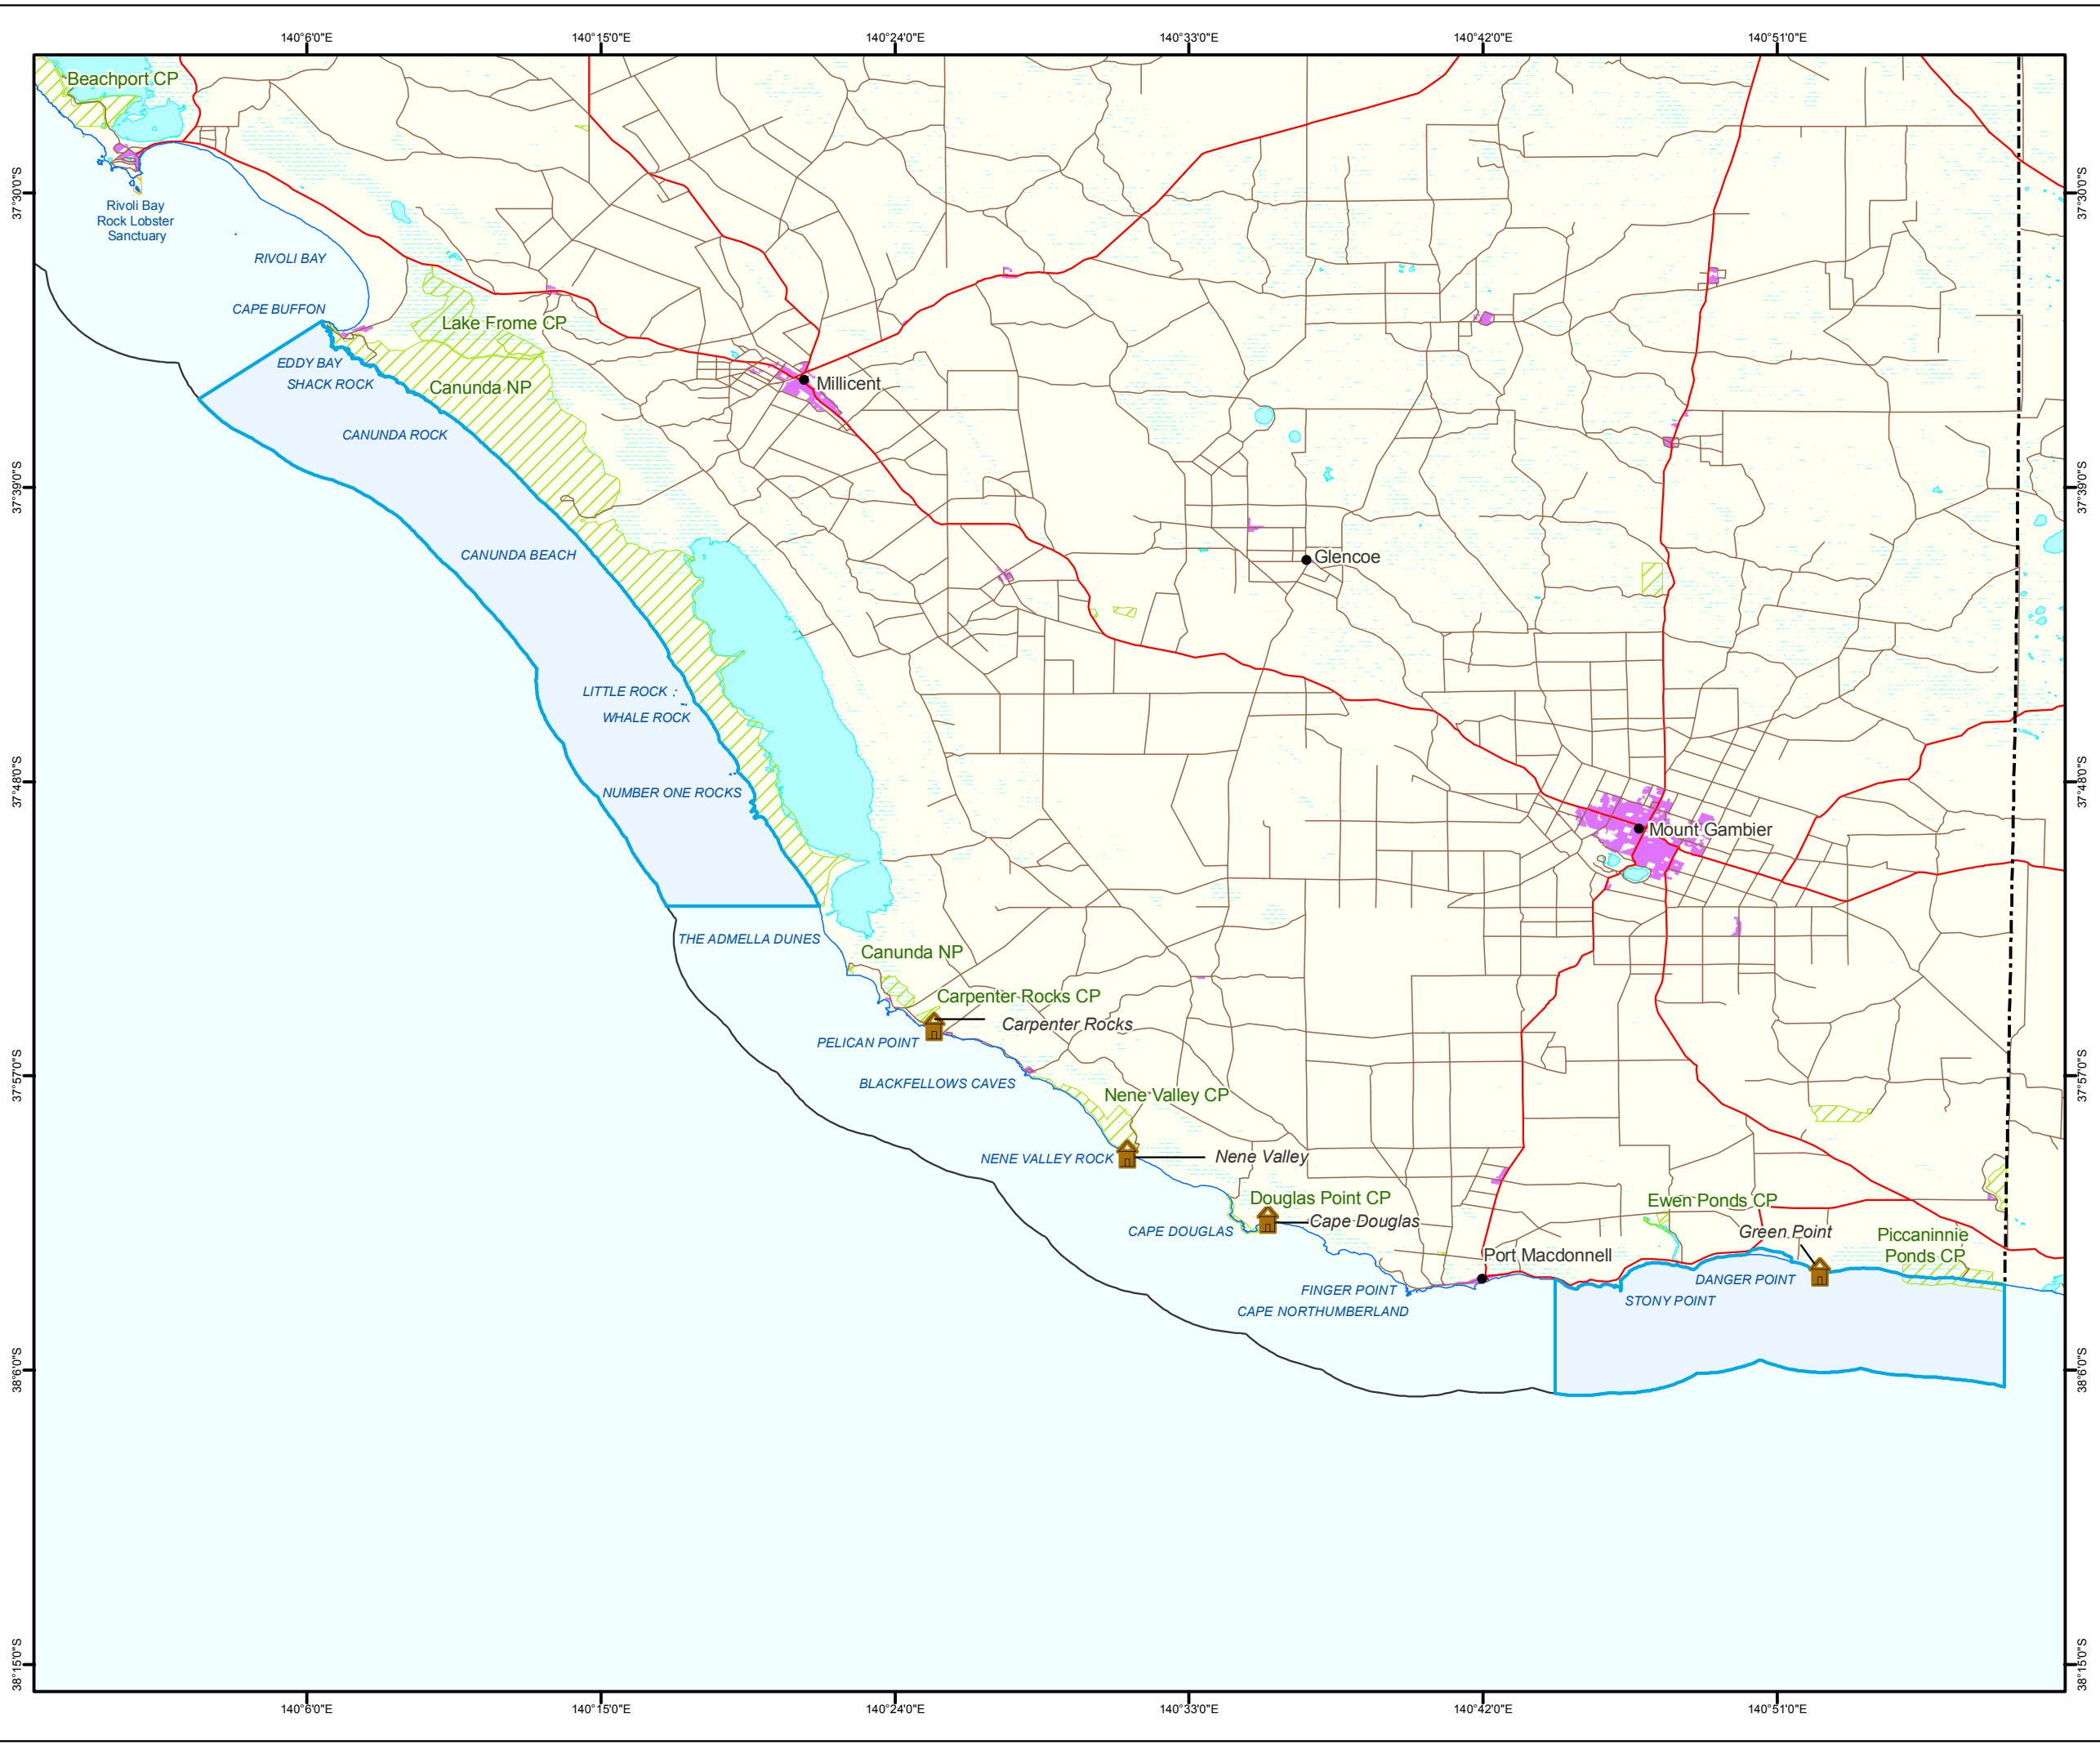 140°6'0"E
140°15'0"E
140°24'0"E
140°33'0"E
140°42'0"E
140°51'0"E
Beachport CP
37°30'0"S
37°30'0"S
Rivoli Bay
Rock Lobster
Sanctuary
RIVOLI BAY
CAPE BUFFON
Lake Frome CP
EDDY BAY
SHACK ROCK
Canunda NP
Millicent
CANUNDA ROCK
37°39'0"S
37°39'0"S
CANUNDA BEACH
Glencoe
LITTLE ROCK
WHALE ROCK
37°48'0"S
37°48'0"S
NUMBER ONE ROCKS
Mount Gambier
THE ADMELLA DUNES
Canunda NP
Carpenter Rocks CP
Carpenter Rocks
PELICAN POINT
37°57'0"S
37°57'0"S
BLACKFELLOWS CAVES
Nene Valley CP
NENE VALLEY ROCK
Nene Valley
Douglas Point CP
Cape Douglas
CAPE DOUGLAS
Ewen Ponds CP
Green Point
Piccaninnie
Ponds CP
Port Macdonnell
DANGER POINT
FINGER POINT
STONY POINT
CAPE NORTHUMBERLAND
38°6'0"S
38°6'0"S
38°15'0"S
38°15'0"S
140°6'0"E
140°15'0"E
140°24'0"E
140°33'0"E
140°42'0"E
140°51'0"E